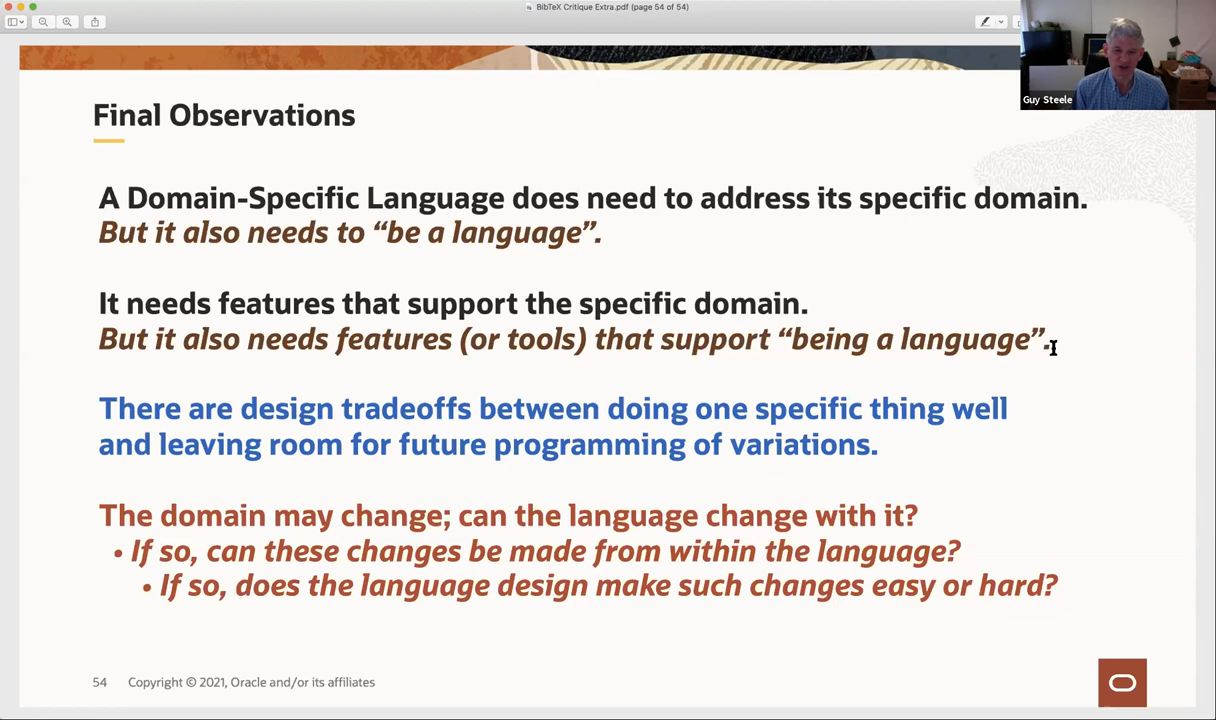 BibTeX Critique Extra.pdf (page 54 of 54)
Guy Steele
Final Observations
A Domain-Specific Language does need to address its specific domain.
But it also needs to “be a language”.
It needs features that support the specific domain.
But it also needs features (or tools) that support “being a language”.
There are design tradeoffs between doing one specific thing well
and leaving room for future programming of variations.
The domain may change; can the language change with it?
• If so, can these changes be made from within the language?
• If so, does the language design make such changes easy or hard?
54 Copyright © 2021, Oracle and/or its affiliates